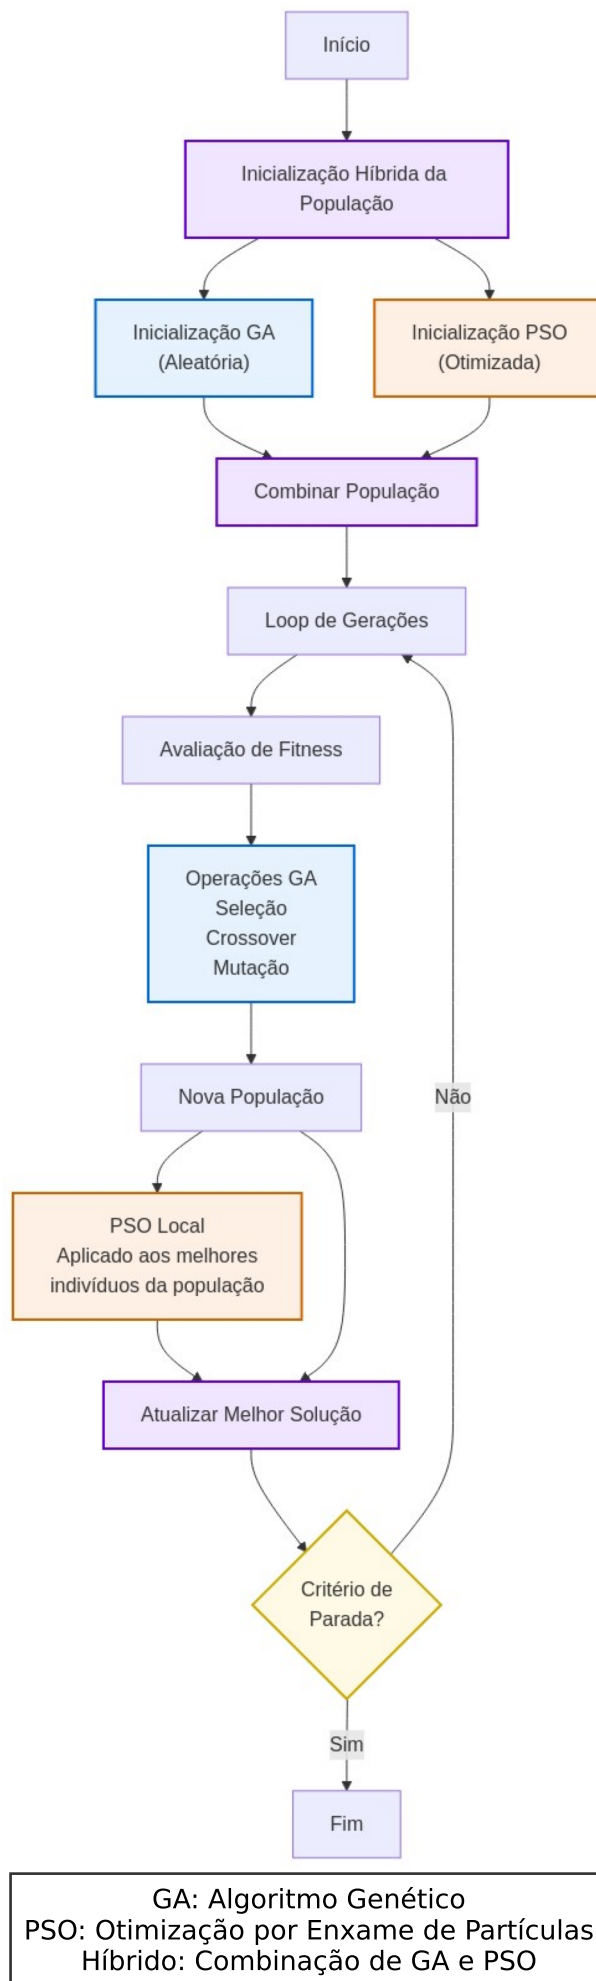 Início
Inicialização Híbrida da
População
Inicialização GA
(Aleatória)
Inicialização PSO
(Otimizada)
Combinar População
Loop de Gerações
Avaliação de Fitness
Operações GA
Seleção
Crossover
Mutação
Nova População
Não
PSO Local
Aplicado aos melhores
indivíduos da população
Atualizar Melhor Solução
Critério de
Parada?
Sim
Fim
GA: Algoritmo Genético
PSO: Otimização por Enxame de Partículas
Híbrido: Combinação de GA e PSO